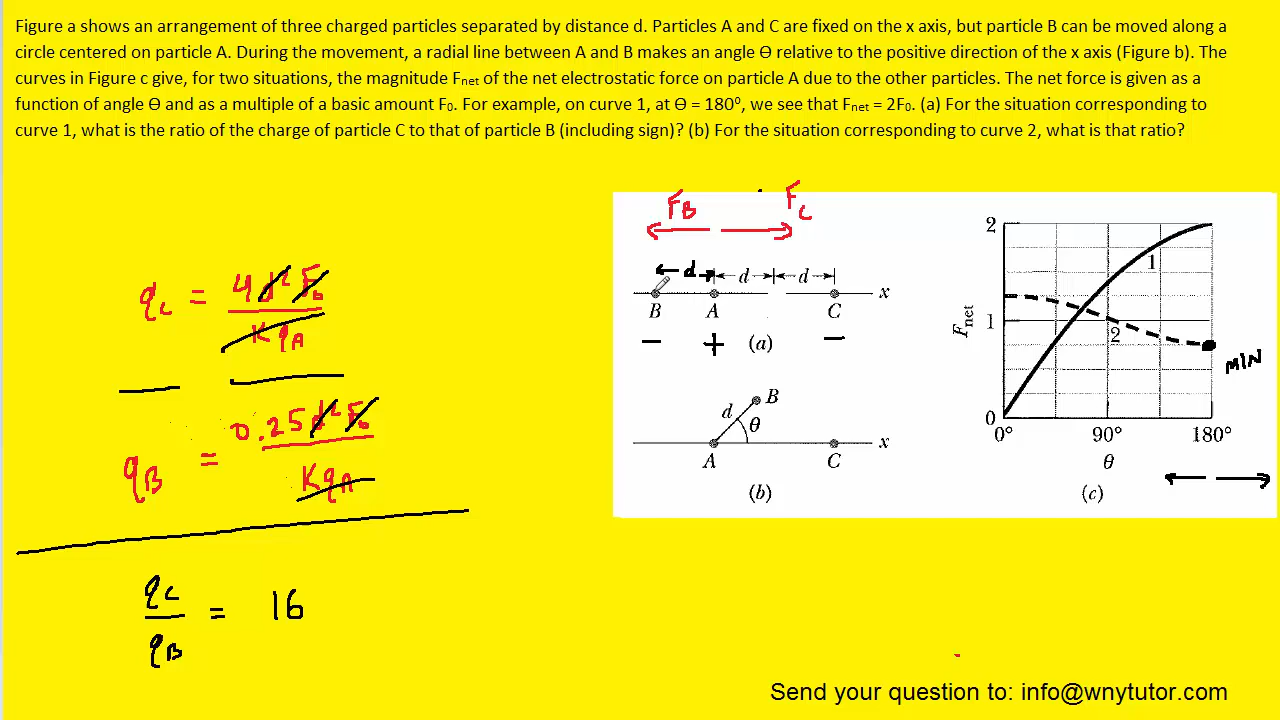 Figure a shows an arrangement of three charged particles separated by distance d. Particles A and C are fixed on the x axis, but particle B can be moved along a
circle centered on particle A. During the movement, a radial line between A and B makes an angle ϴ relative to the positive direction of the x axis (Figure b). The
curves in Figure c give, for two situations, the magnitude Fnet of the net electrostatic force on particle A due to the other particles. The net force is given as a
function of angle ϴ and as a multiple of a basic amount F₀. For example, on curve 1, at ϴ = 180⁰, we see that Fnet = 2F₀. (a) For the situation corresponding to
curve 1, what is the ratio of the charge of particle C to that of particle B (including sign)? (b) For the situation corresponding to curve 2, what is that ratio?
qC = 4d²F₀
KqA
qB = 0.25d²F₀
KqA
qC
qB
= 16
FB FC
d d d
B A C x
− + (a) −
d B
θ
A C x
(b)
2
1
0
Fnet
1
2
MIN
0° 90° 180°
θ
(c)
Send your question to: info@wnytutor.com